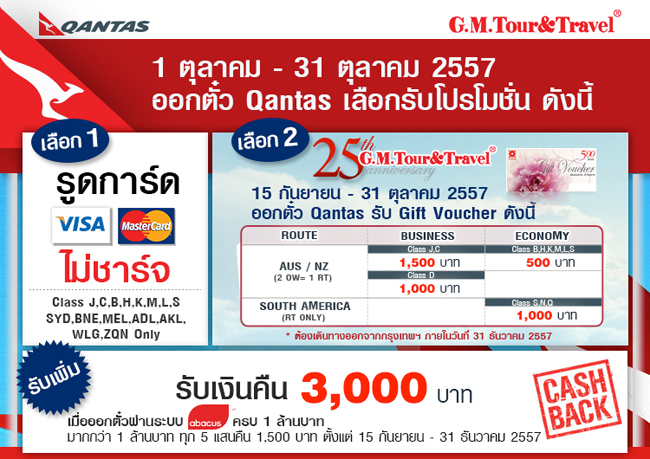 QANTAS
G.M.Tour&Travel®
1 ตุลาคม - 31 ตุลาคม 2557
ออกตั๋ว Qantas เลือกรับโปรโมชั่น ดังนี้
เลือก 1
รูดการ์ด
VISA MasterCard
ไม่ชาร์จ
Class J,C,B,H,K,M,L,S
SYD,BNE,MEL,ADL,AKL,
WLG,ZQN Only
เลือก 2
25th anniversary G.M.Tour&Travel®
500
Gift Voucher
15 กันยายน - 31 ตุลาคม 2557
ออกตั๋ว Qantas รับ Gift Voucher ดังนี้
ROUTE BUSINESS ECONOMY
Class J,C Class B,H,K,M,L,S
AUS / NZ 1,500 บาท 500 บาท
(2 OW= 1 RT) Class D
1,000 บาท
SOUTH AMERICA Class S,N,Q
(RT ONLY) 1,000 บาท
* ต้องเดินทางออกจากกรุงเทพฯ ภายในวันที่ 31 ธันวาคม 2557
รับเพิ่ม
รับเงินคืน 3,000 บาท
CASH
BACK
เมื่อออกตั๋วผ่านระบบ abacus ครบ 1 ล้านบาท
มากกว่า 1 ล้านบาท ทุก 5 แสนคืน 1,500 บาท ตั้งแต่ 15 กันยายน - 31 ธันวาคม 2557